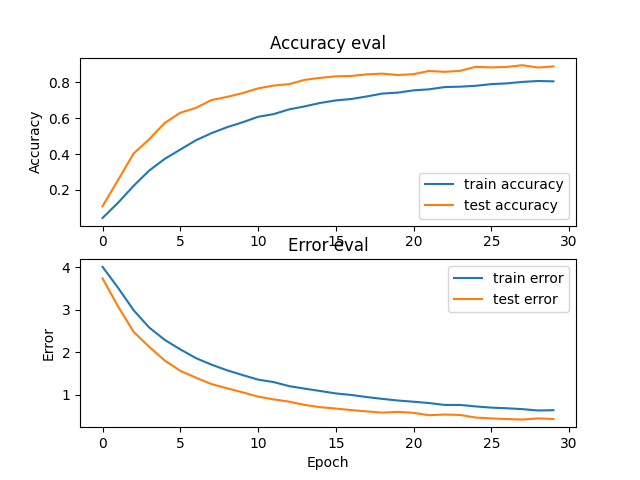 Accuracy eval
Accuracy
0.8
0.6
0.4
0.2
train accuracy
test accuracy
0 5 10 15 20 25 30
Error eval
Error
4
3
2
1
train error
test error
0 5 10 15 20 25 30
Epoch